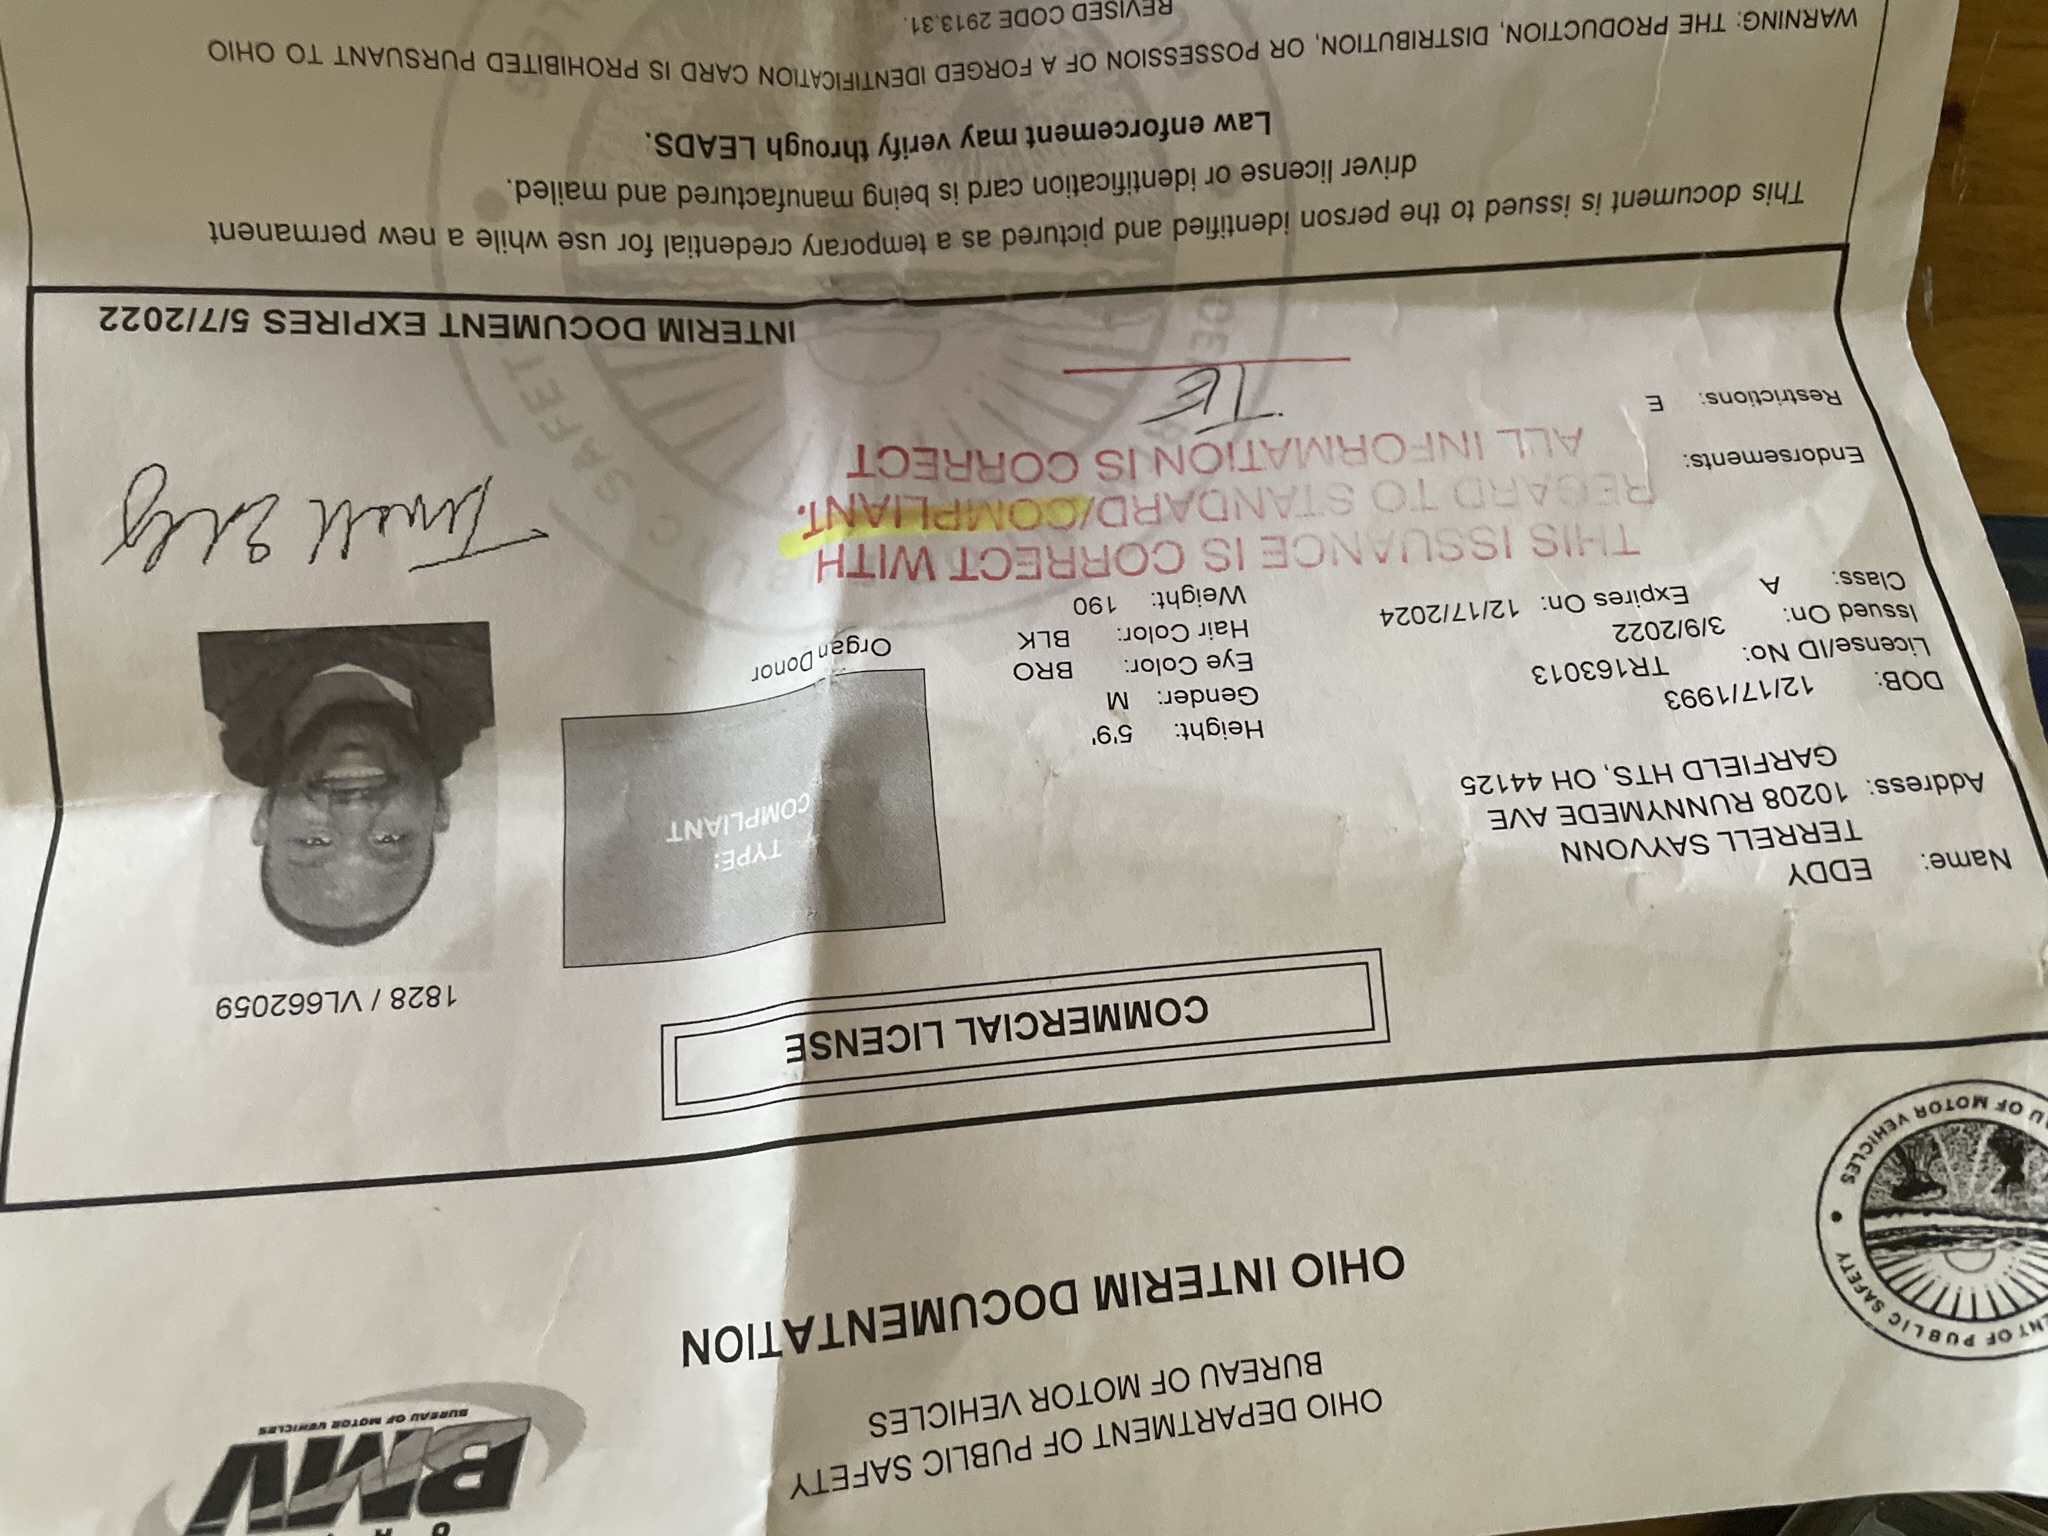 BMV
BUREAU OF MOTOR VEHICLES
OHIO DEPARTMENT OF PUBLIC SAFETY
BUREAU OF MOTOR VEHICLES
OHIO INTERIM DOCUMENTATION
PUBLIC SAFETY • OF MOTOR VEHICLES
COMMERCIAL LICENSE
1828 / VL662059
Name: EDDY
TERRELL SAYVONN
Address: 10208 RUNNYMEDE AVE
GARFIELD HTS, OH 44125
TYPE:
COMPLIANT
DOB: 12/17/1993
Height: 5'9'
License/ID No: TR163013
Gender: M
Issued On: 3/9/2022
Eye Color: BRO
Organ Donor
Class: A Expires On: 12/17/2024
Hair Color: BLK
Weight: 190
THIS ISSUANCE IS CORRECT WITH
REGARD TO STANDARD/COMPLIANT.
ALL INFORMATION IS CORRECT
TE
Endorsements:
Restrictions: E
Terrell Eddy
INTERIM DOCUMENT EXPIRES 5/7/2022
This document is issued to the person identified and pictured as a temporary credential for use while a new permanent
driver license or identification card is being manufactured and mailed.
Law enforcement may verify through LEADS.
WARNING: THE PRODUCTION, DISTRIBUTION, OR POSSESSION OF A FORGED IDENTIFICATION CARD IS PROHIBITED PURSUANT TO OHIO
REVISED CODE 2913.31.